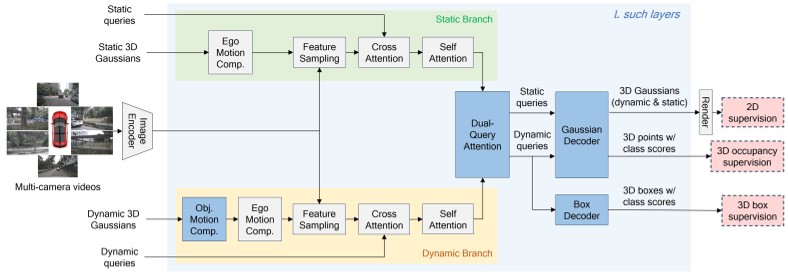 Static
queries
Static Branch
L such layers
Static 3D
Gaussians
Ego
Motion
Comp.
Feature
Sampling
Cross
Attention
Self
Attention
Image
Encoder
Multi-camera videos
Dual-
Query
Attention
Static
queries
Dynamic
queries
Gaussian
Decoder
3D Gaussians
(dynamic & static)
Render
2D
supervision
3D points w/
class scores
3D occupancy
supervision
Box
Decoder
3D boxes w/
class scores
3D box
supervision
Dynamic 3D
Gaussians
Obj.
Motion
Comp.
Ego
Motion
Comp.
Feature
Sampling
Cross
Attention
Self
Attention
Dynamic
queries
Dynamic Branch